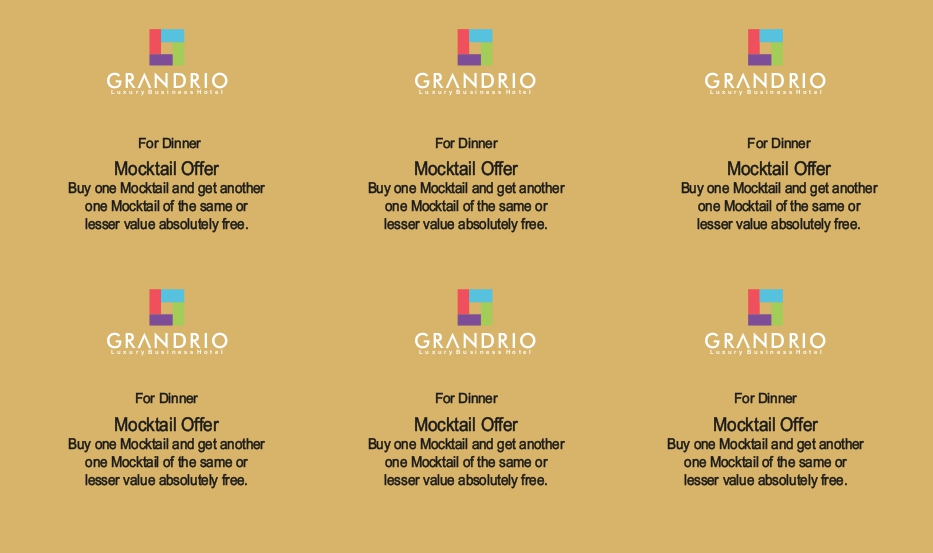 GRANDRIO
Luxury Business Hotel
For Dinner
Mocktail Offer
Buy one Mocktail and get another
one Mocktail of the same or
lesser value absolutely free.
GRANDRIO
Luxury Business Hotel
For Dinner
Mocktail Offer
Buy one Mocktail and get another
one Mocktail of the same or
lesser value absolutely free.
GRANDRIO
Luxury Business Hotel
For Dinner
Mocktail Offer
Buy one Mocktail and get another
one Mocktail of the same or
lesser value absolutely free.
GRANDRIO
Luxury Business Hotel
For Dinner
Mocktail Offer
Buy one Mocktail and get another
one Mocktail of the same or
lesser value absolutely free.
GRANDRIO
Luxury Business Hotel
For Dinner
Mocktail Offer
Buy one Mocktail and get another
one Mocktail of the same or
lesser value absolutely free.
GRANDRIO
Luxury Business Hotel
For Dinner
Mocktail Offer
Buy one Mocktail and get another
one Mocktail of the same or
lesser value absolutely free.